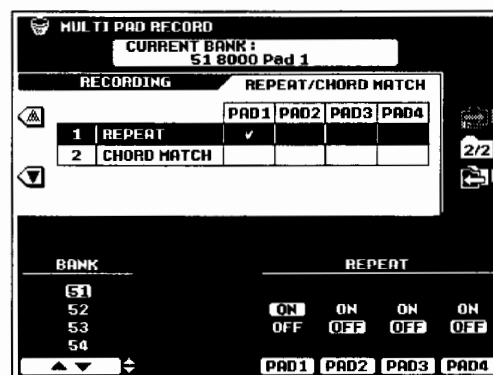 MULTI PAD RECORD
CURRENT BANK:
51 8000 Pad 1
RECORDING
REPEAT/CHORD MATCH
PAD1 PAD2 PAD3 PAD4
1 REPEAT ✓
2 CHORD MATCH
2/2
BANK
REPEAT
51
52 ON ON ON ON
53 OFF OFF OFF OFF
54
PAD1 PAD2 PAD3 PAD4